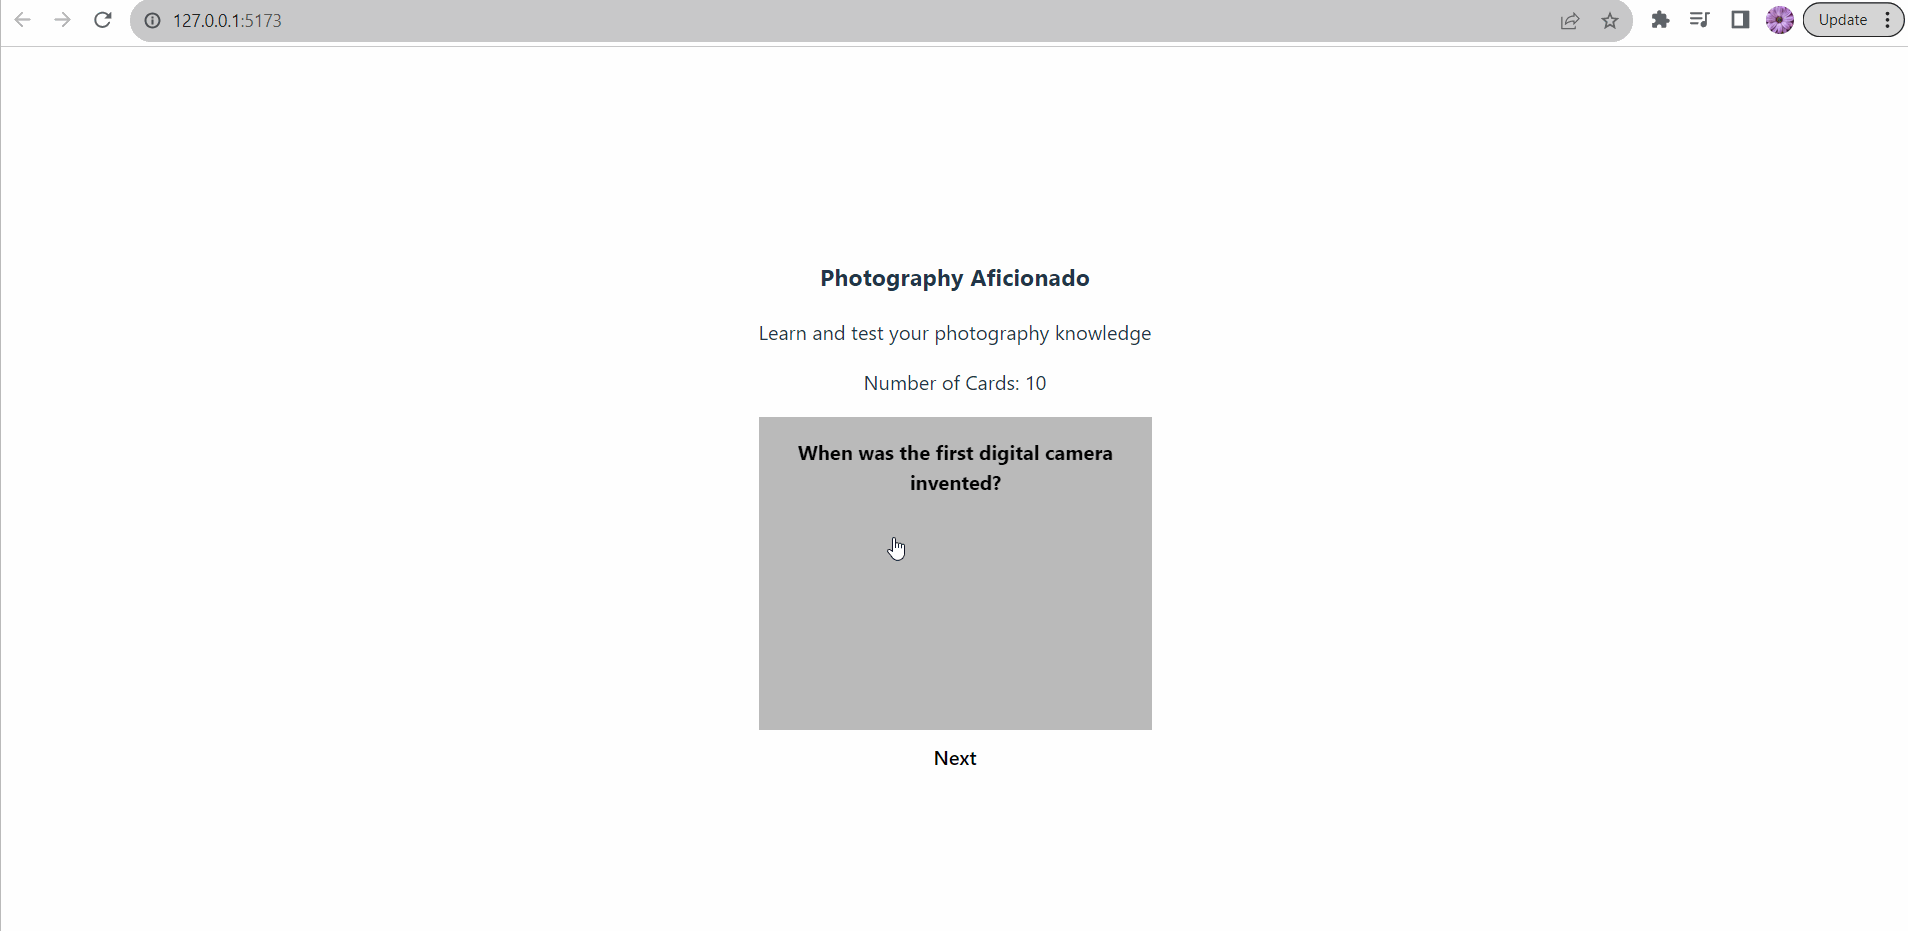 127.0.0.1:5173
Update
Photography Aficionado
Learn and test your photography knowledge
Number of Cards: 10
When was the first digital camera
invented?
Next